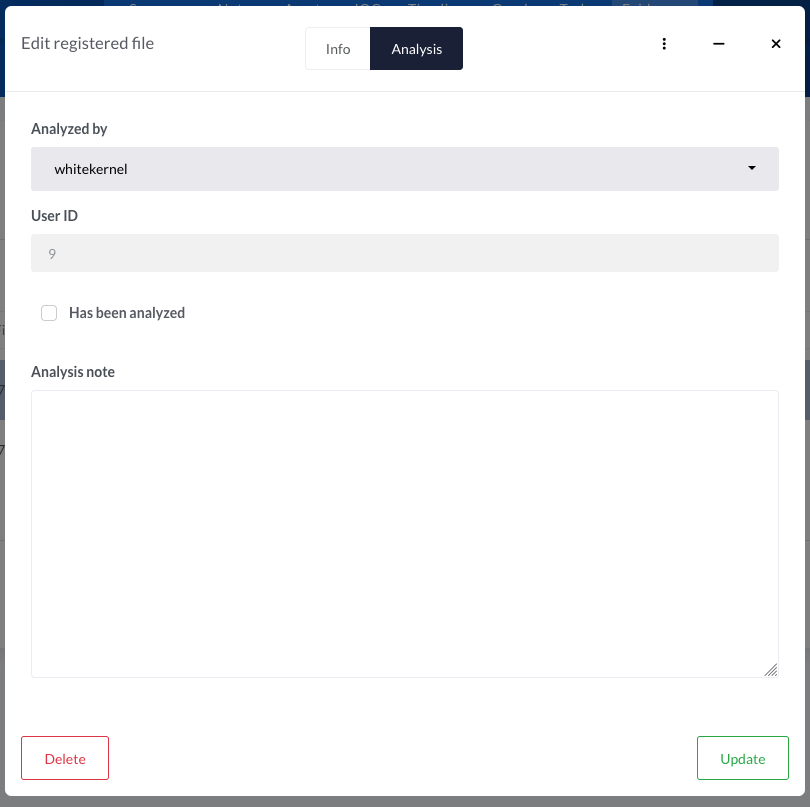 Edit registered file
Info
Analysis
Analyzed by
whitekernel
User ID
9
Has been analyzed
Analysis note
Delete
Update